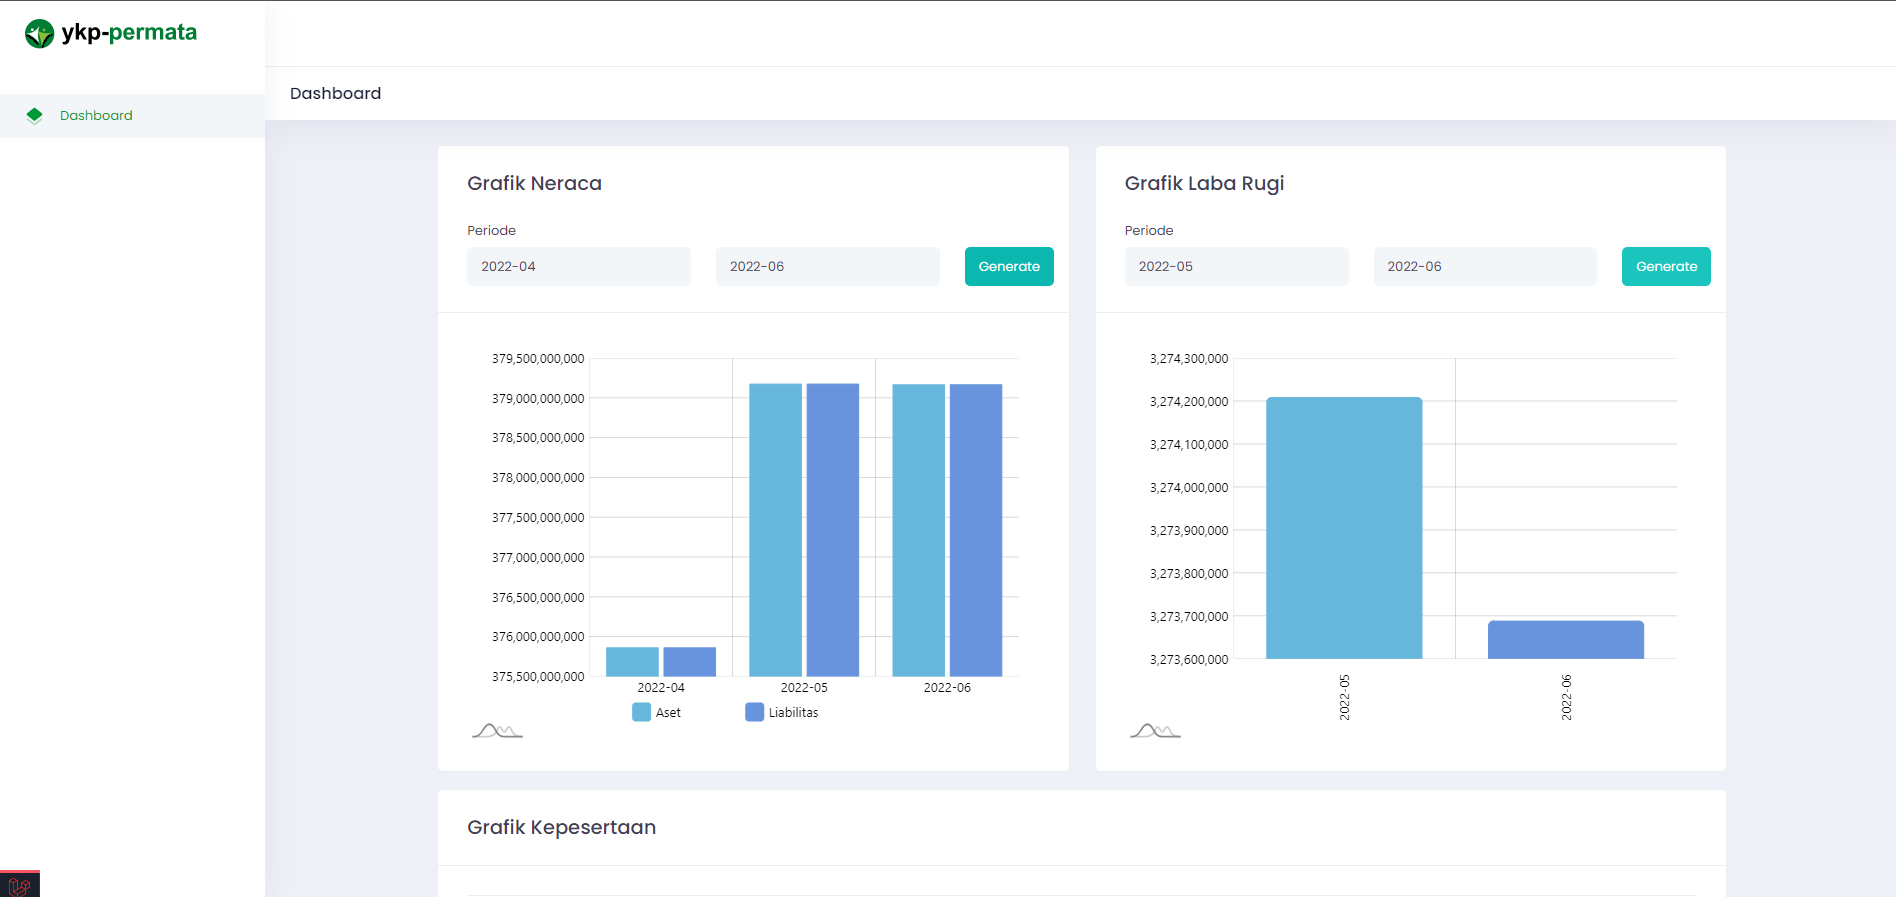 ykp-permata
Dashboard
Dashboard
Grafik Neraca
Periode
2022-04
2022-06
Generate
379,500,000,000
379,000,000,000
378,500,000,000
378,000,000,000
377,500,000,000
377,000,000,000
376,500,000,000
376,000,000,000
375,500,000,000
2022-04
2022-05
2022-06
Aset
Liabilitas
Grafik Laba Rugi
Periode
2022-05
2022-06
Generate
3,274,300,000
3,274,200,000
3,274,100,000
3,274,000,000
3,273,900,000
3,273,800,000
3,273,700,000
3,273,600,000
2022-05
2022-06
Grafik Kepesertaan